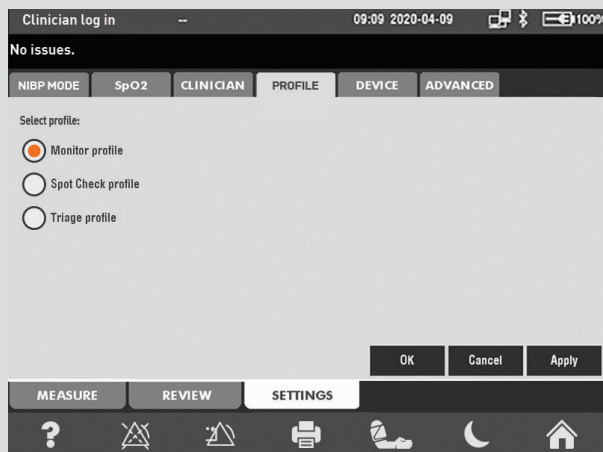 Clinician log in -- 09:09 2020-04-09 100%
No issues.
NIBP MODE SpO2 CLINICIAN PROFILE DEVICE ADVANCED
Select profile:
Monitor profile
Spot Check profile
Triage profile
OK Cancel Apply
MEASURE REVIEW SETTINGS
?